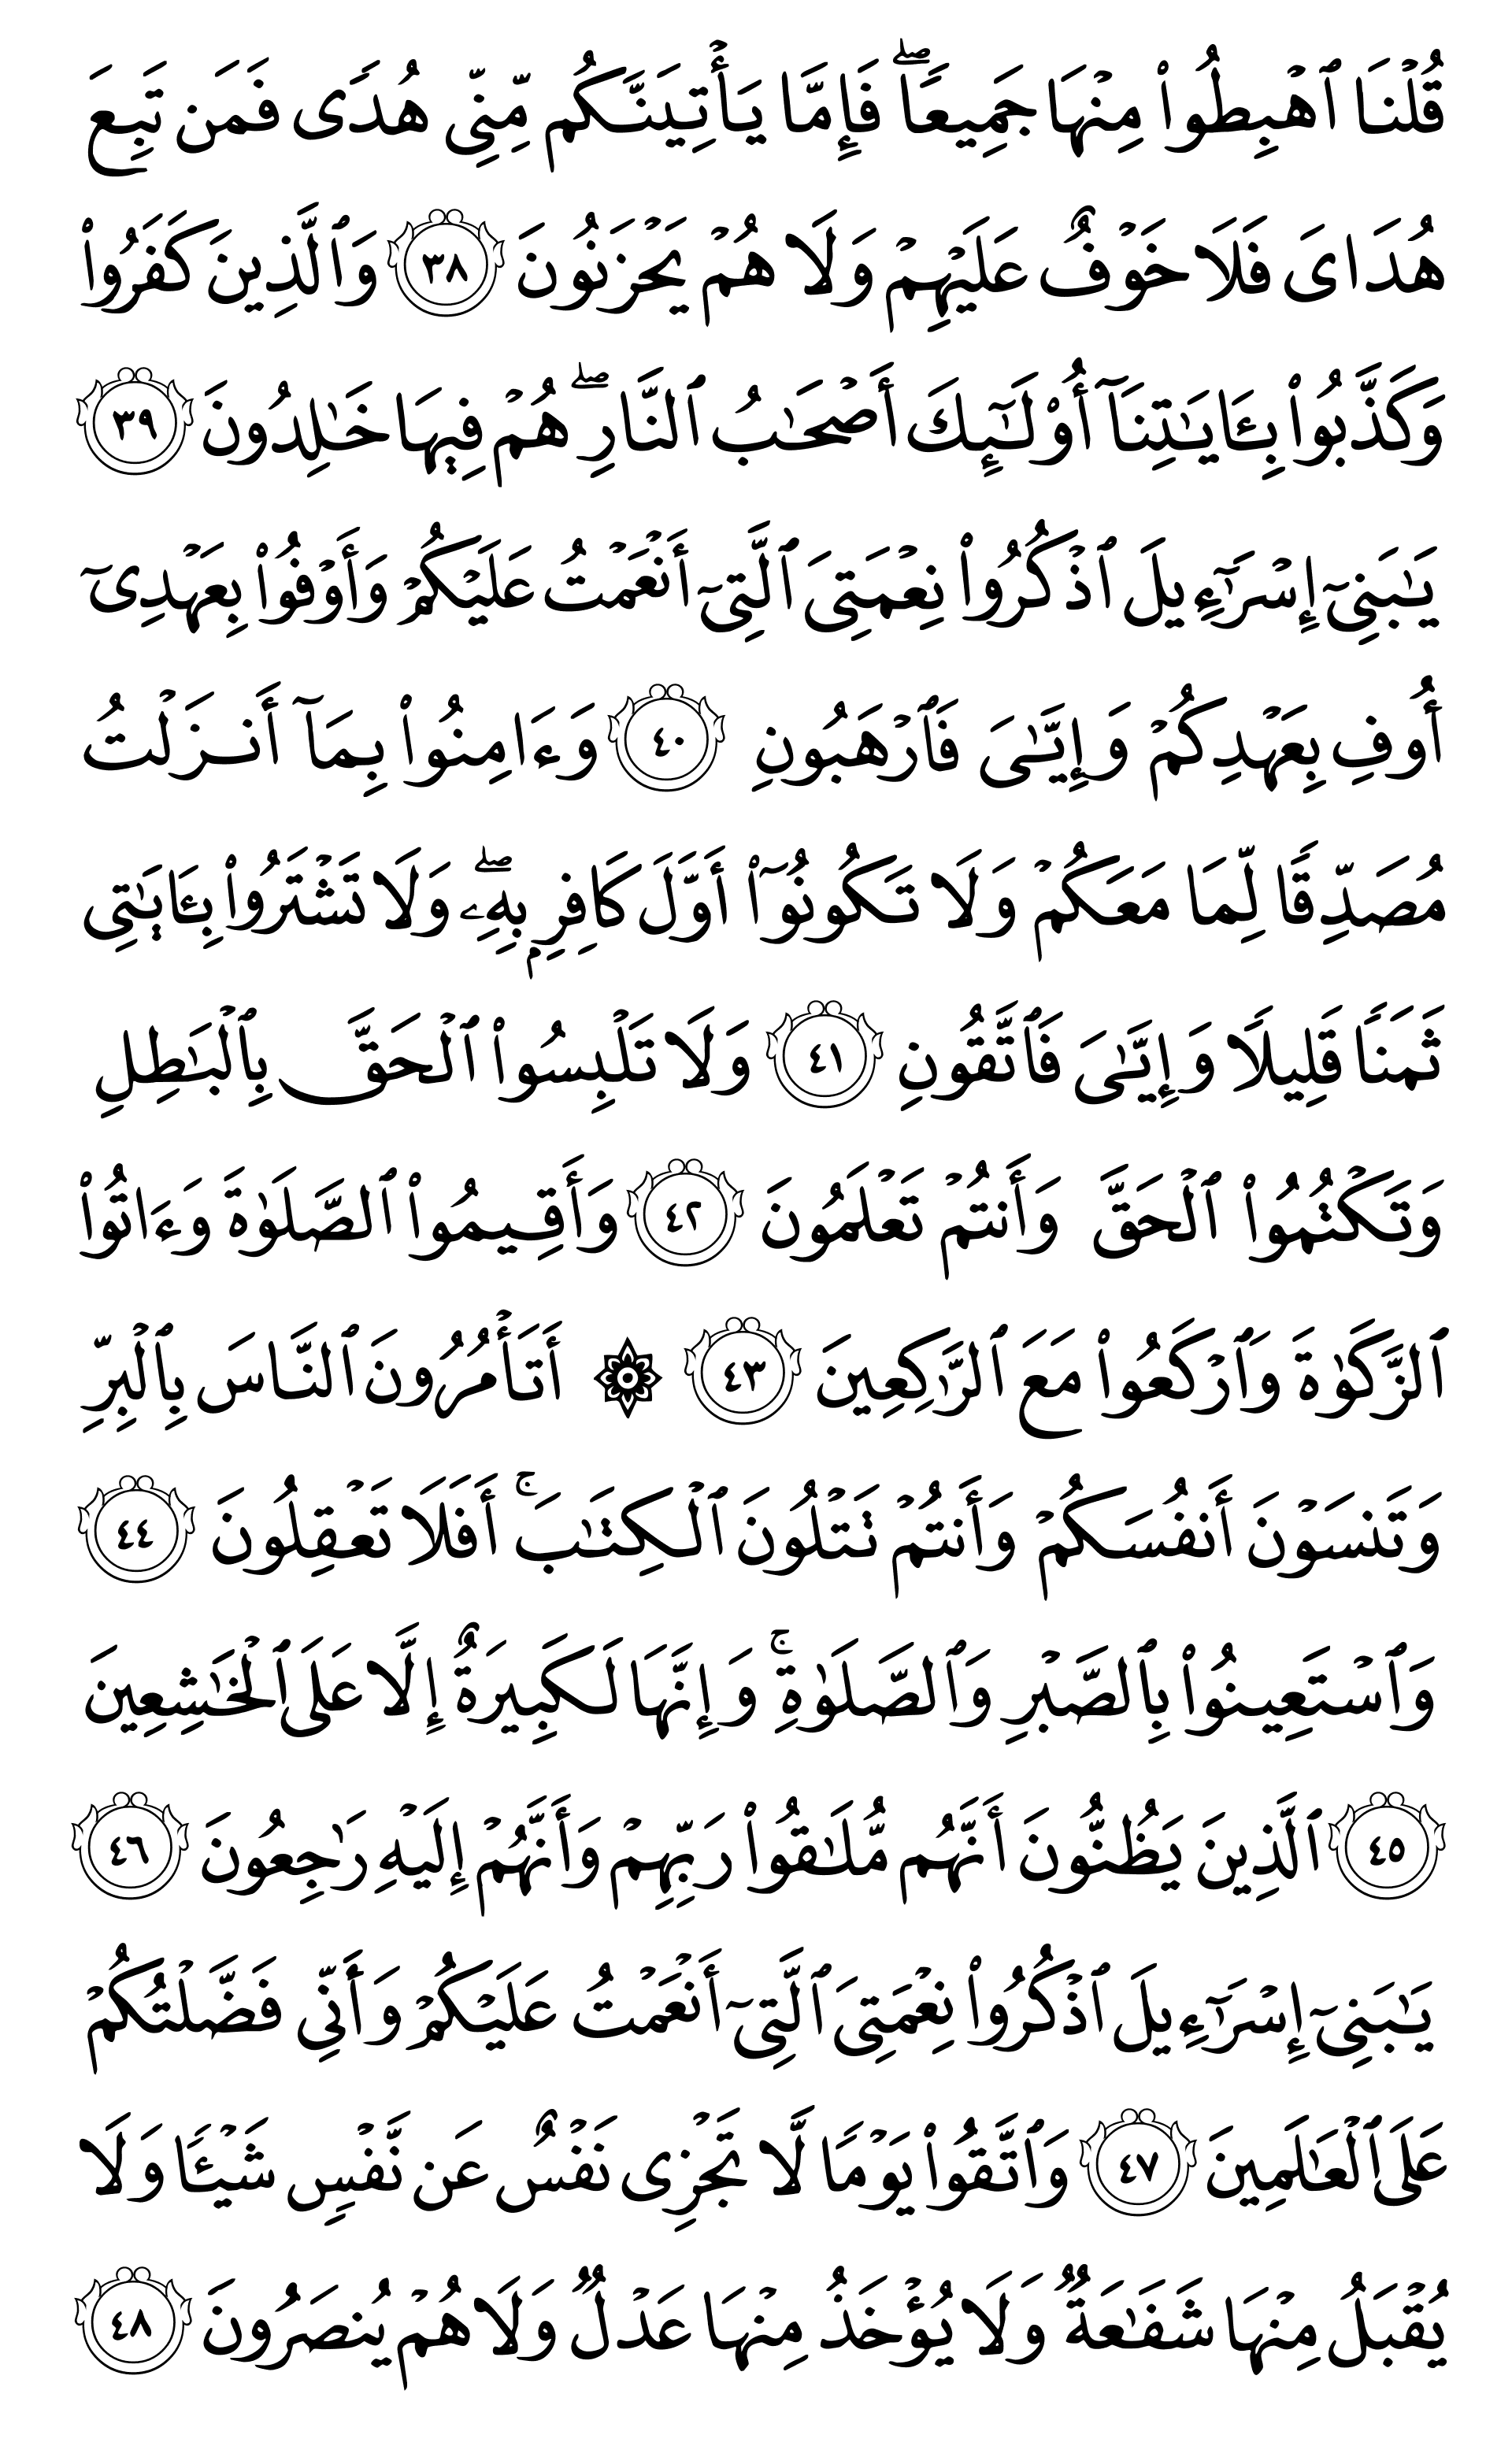 قُلۡنَا ٱهۡبِطُواْ مِنۡهَا جَمِيعٗاۖ فَإِمَّا يَأۡتِيَنَّكُم مِّنِّي هُدٗى فَمَن تَبِعَ
هُدَايَ فَلَا خَوۡفٌ عَلَيۡهِمۡ وَلَا هُمۡ يَحۡزَنُونَ ٣٨ وَٱلَّذِينَ كَفَرُواْ
وَكَذَّبُواْ بِـَٔايَٰتِنَآ أُوْلَٰٓئِكَ أَصۡحَٰبُ ٱلنَّارِۖ هُمۡ فِيهَا خَٰلِدُونَ ٣٩
يَٰبَنِيٓ إِسۡرَٰٓءِيلَ ٱذۡكُرُواْ نِعۡمَتِيَ ٱلَّتِيٓ أَنۡعَمۡتُ عَلَيۡكُمۡ وَأَوۡفُواْ بِعَهۡدِيٓ
أُوفِ بِعَهۡدِكُمۡ وَإِيَّٰيَ فَٱرۡهَبُونِ ٤٠ وَءَامِنُواْ بِمَآ أَنزَلۡتُ
مُصَدِّقٗا لِّمَا مَعَكُمۡ وَلَا تَكُونُوٓاْ أَوَّلَ كَافِرِۭ بِهِۦۖ وَلَا تَشۡتَرُواْ بِـَٔايَٰتِي
ثَمَنٗا قَلِيلٗا وَإِيَّٰيَ فَٱتَّقُونِ ٤١ وَلَا تَلۡبِسُواْ ٱلۡحَقَّ بِٱلۡبَٰطِلِ
وَتَكۡتُمُواْ ٱلۡحَقَّ وَأَنتُمۡ تَعۡلَمُونَ ٤٢ وَأَقِيمُواْ ٱلصَّلَوٰةَ وَءَاتُواْ
ٱلزَّكَوٰةَ وَٱرۡكَعُواْ مَعَ ٱلرَّٰكِعِينَ ٤٣ ۞ أَتَأۡمُرُونَ ٱلنَّاسَ بِٱلۡبِرِّ
وَتَنسَوۡنَ أَنفُسَكُمۡ وَأَنتُمۡ تَتۡلُونَ ٱلۡكِتَٰبَۚ أَفَلَا تَعۡقِلُونَ ٤٤
وَٱسۡتَعِينُواْ بِٱلصَّبۡرِ وَٱلصَّلَوٰةِۚ وَإِنَّهَا لَكَبِيرَةٌ إِلَّا عَلَى ٱلۡخَٰشِعِينَ
٤٥ ٱلَّذِينَ يَظُنُّونَ أَنَّهُم مُّلَٰقُواْ رَبِّهِمۡ وَأَنَّهُمۡ إِلَيۡهِ رَٰجِعُونَ ٤٦
يَٰبَنِيٓ إِسۡرَٰٓءِيلَ ٱذۡكُرُواْ نِعۡمَتِيَ ٱلَّتِيٓ أَنۡعَمۡتُ عَلَيۡكُمۡ وَأَنِّي فَضَّلۡتُكُمۡ
عَلَى ٱلۡعَٰلَمِينَ ٤٧ وَٱتَّقُواْ يَوۡمٗا لَّا تَجۡزِي نَفۡسٌ عَن نَّفۡسٖ شَيۡـٔٗا وَلَا
يُقۡبَلُ مِنۡهَا شَفَٰعَةٞ وَلَا يُؤۡخَذُ مِنۡهَا عَدۡلٞ وَلَا هُمۡ يُنصَرُونَ ٤٨